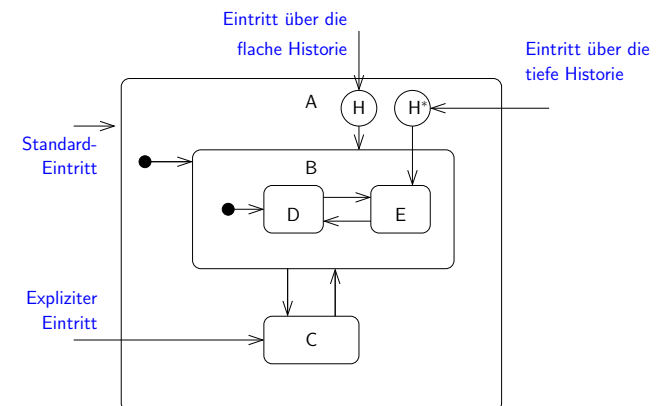 Eintritt über die
flache Historie
Eintritt über die
tiefe Historie
A
H
H*
Standard-
Eintritt
B
D
E
Expliziter
Eintritt
C